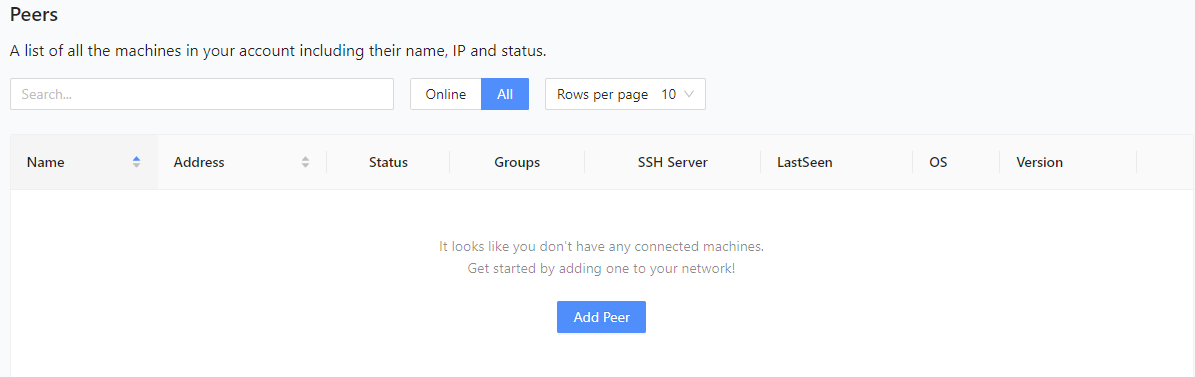 Peers
A list of all the machines in your account including their name, IP and status.
Search...
Online All Rows per page 10
Name Address Status Groups SSH Server LastSeen OS Version
It looks like you don't have any connected machines.
Get started by adding one to your network!
Add Peer